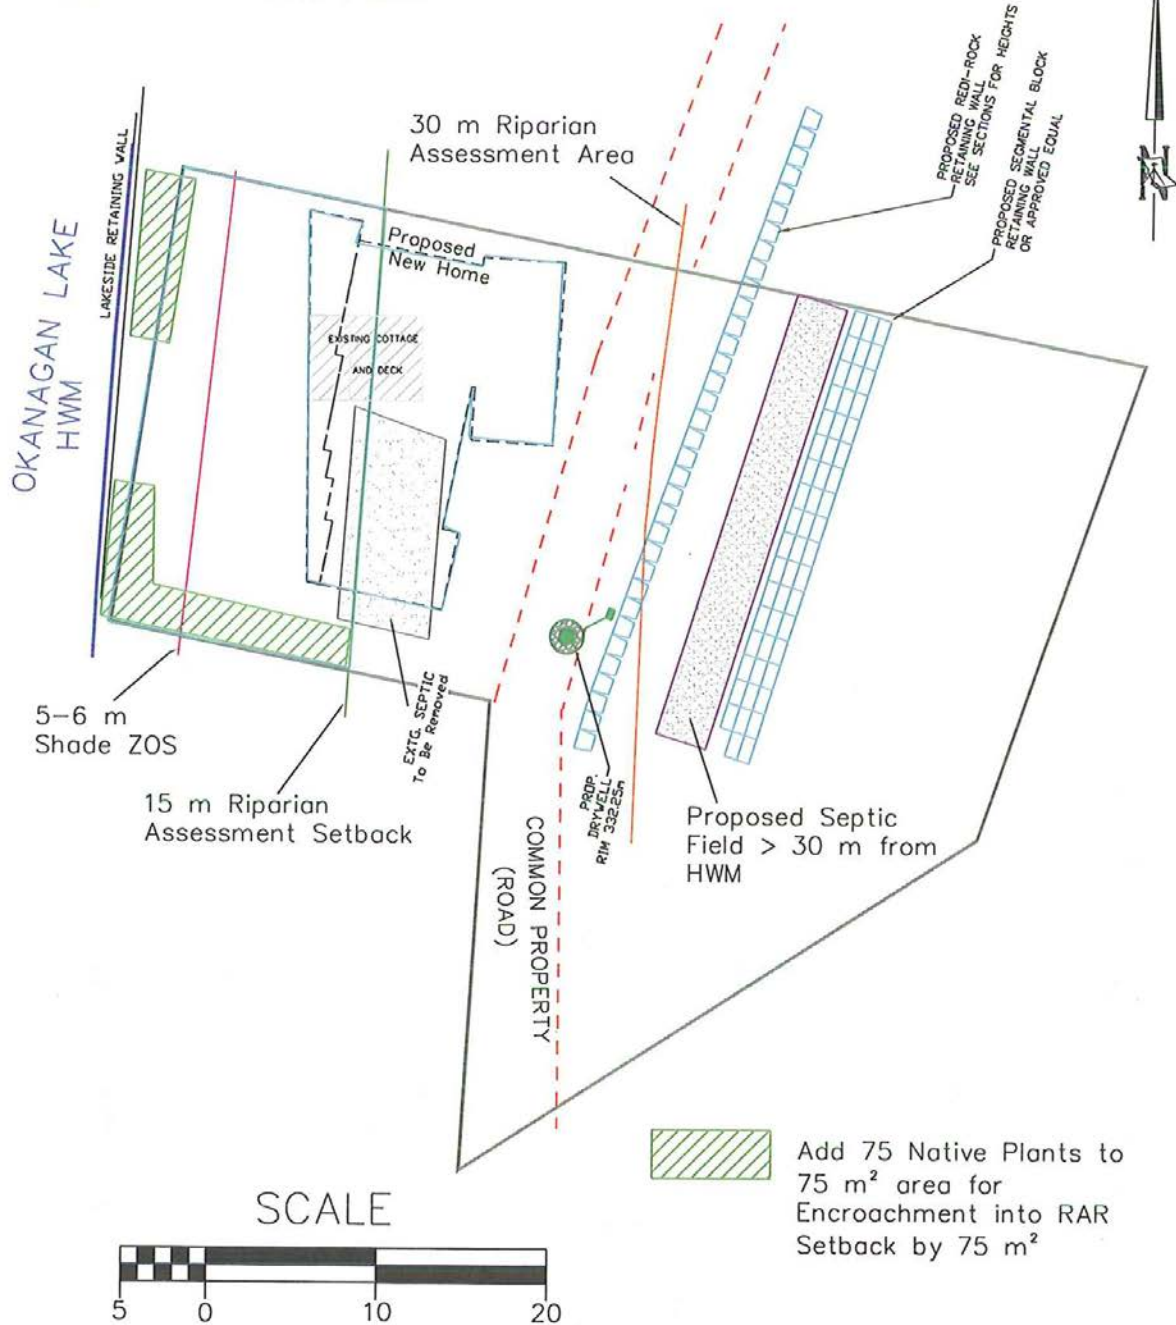 PROPOSED REDI-ROCK
RETAINING WALL
SEE SECTIONS FOR HEIGHTS
PROPOSED SEGMENTAL BLOCK
RETAINING WALL
OR APPROVED EQUAL
30 m Riparian
Assessment Area
LAKESIDE RETAINING WALL
OKANAGAN LAKE
HWM
Proposed
New Home
EXISTING COTTAGE
AND DECK
EXTG. SEPTIC
To Be Removed
5-6 m
Shade ZOS
15 m Riparian
Assessment Setback
PROP.
DRYWELL
RIM 332.25m
COMMON PROPERTY
(ROAD)
Proposed Septic
Field > 30 m from
HWM
Add 75 Native Plants to
75 m² area for
Encroachment into RAR
Setback by 75 m²
SCALE
5 0 10 20